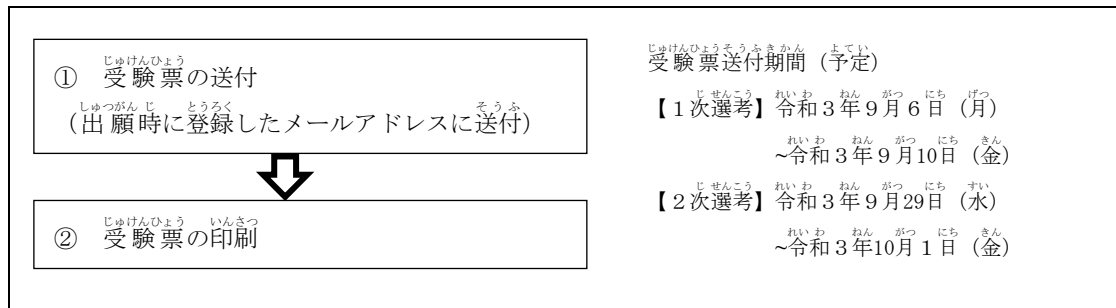 ① 受験票の送付
（出願時に登録したメールアドレスに送付）
② 受験票の印刷
受験票送付期間（予定）
【１次選考】令和３年９月６日（月）
~令和３年９月10日（金）
【２次選考】令和３年９月29日（水）
~令和３年10月１日（金）